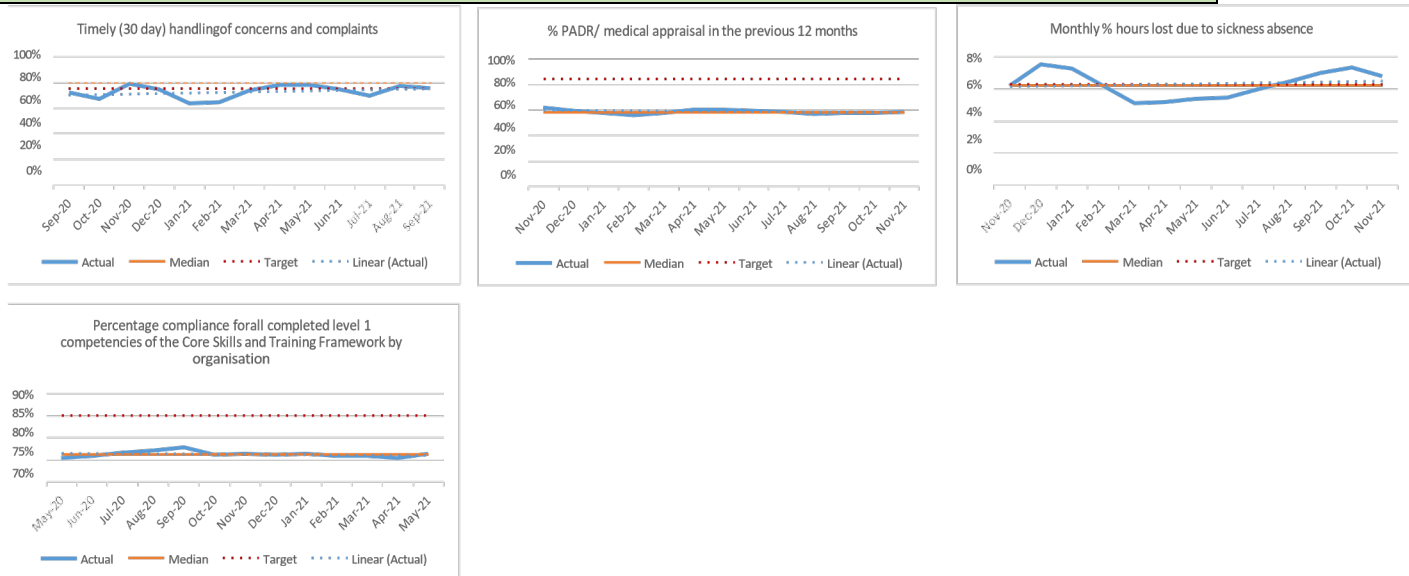 Timely (30 day) handlingof concerns and complaints
100%
80%
60%
40%
20%
0%
Sep-20 Oct-20 Nov-20 Dec-20 Jan-21 Feb-21 Mar-21 Apr-21 May-21 Jun-21 Jul-21 Aug-21 Sep-21
Actual Median Target Linear (Actual)
% PADR/ medical appraisal in the previous 12 months
100%
80%
60%
40%
20%
0%
Nov-20 Dec-20 Jan-21 Feb-21 Mar-21 Apr-21 May-21 Jun-21 Jul-21 Aug-21 Sep-21 Oct-21 Nov-21
Actual Median Target Linear (Actual)
Monthly % hours lost due to sickness absence
8%
6%
4%
2%
0%
Nov-20 Dec-20 Jan-21 Feb-21 Mar-21 Apr-21 May-21 Jun-21 Jul-21 Aug-21 Sep-21 Oct-21 Nov-21
Actual Median Target Linear (Actual)
Percentage compliance forall completed level 1
competencies of the Core Skills and Training Framework by
organisation
90%
85%
80%
75%
70%
May-20 Jun-20 Jul-20 Aug-20 Sep-20 Oct-20 Nov-20 Dec-20 Jan-21 Feb-21 Mar-21 Apr-21 May-21
Actual Median Target Linear (Actual)